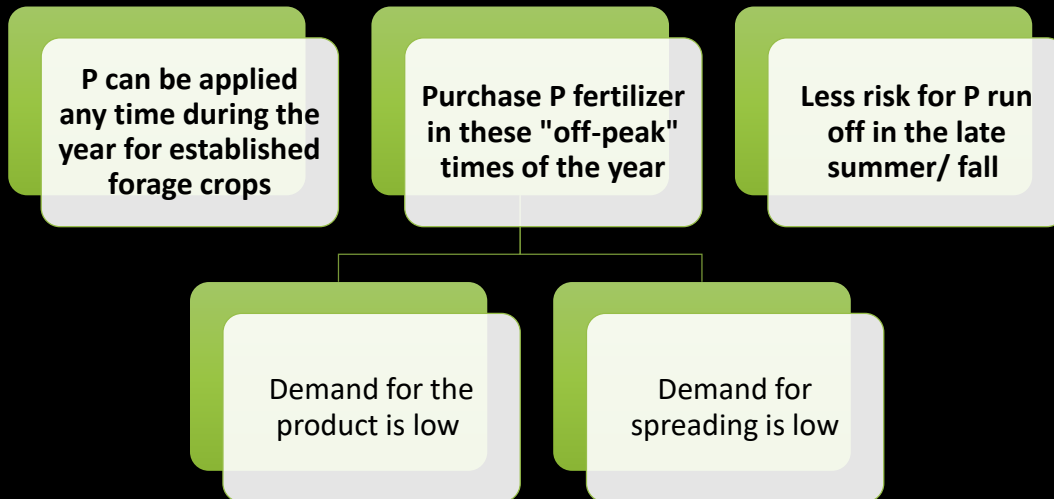 P can be applied
any time during the
year for established
forage crops
Purchase P fertilizer
in these "off-peak"
times of the year
Less risk for P run
off in the late
summer/ fall
Demand for the
product is low
Demand for
spreading is low